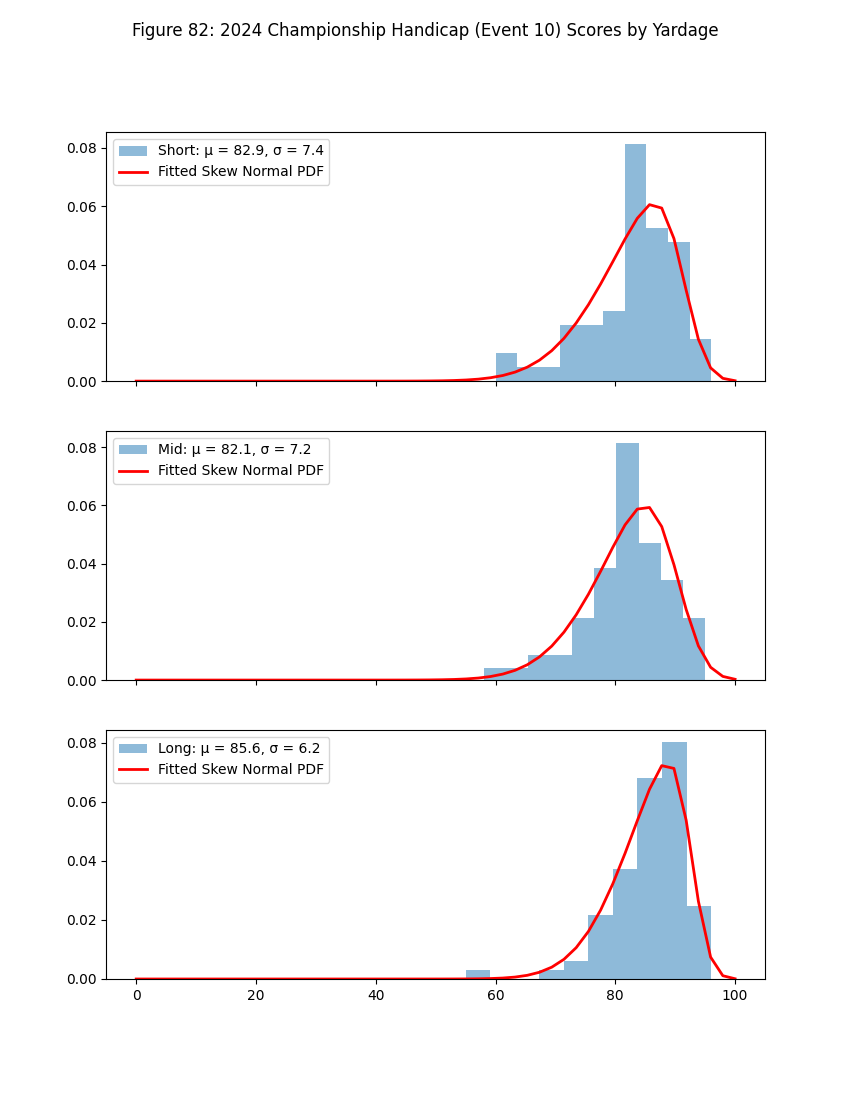 Figure 82: 2024 Championship Handicap (Event 10) Scores by Yardage
Short: μ = 82.9, σ = 7.4
Fitted Skew Normal PDF
0.08
0.06
0.04
0.02
0.00
Mid: μ = 82.1, σ = 7.2
Fitted Skew Normal PDF
0.08
0.06
0.04
0.02
0.00
Long: μ = 85.6, σ = 6.2
Fitted Skew Normal PDF
0.08
0.06
0.04
0.02
0.00
0 20 40 60 80 100